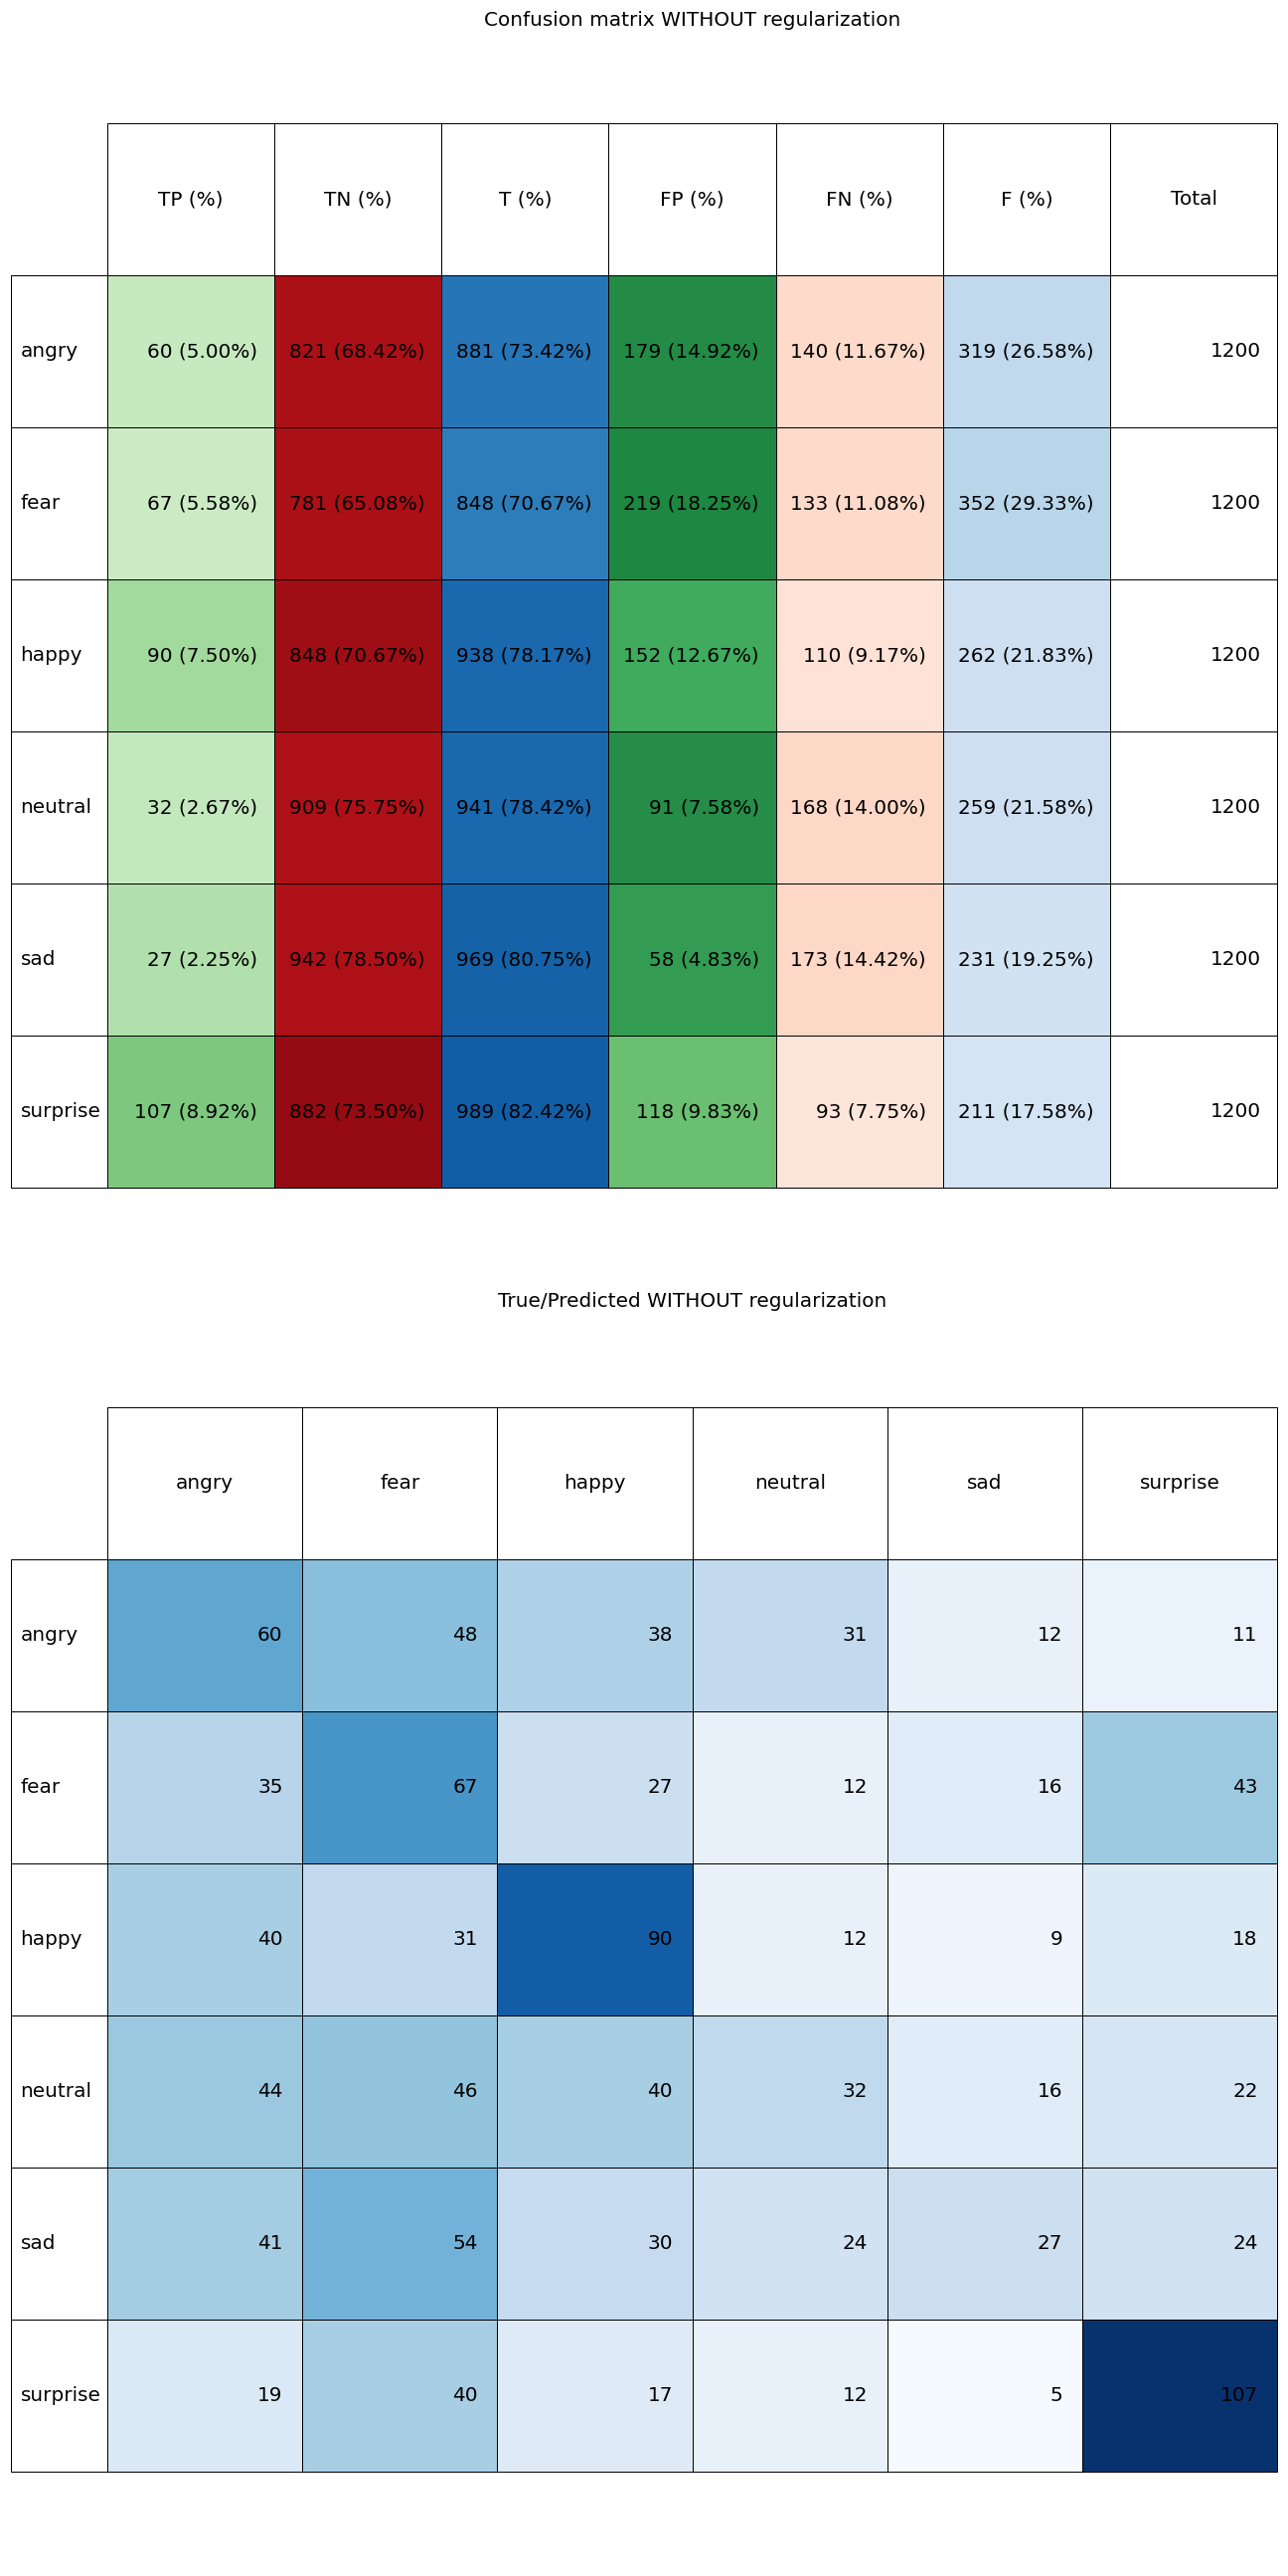 Confusion matrix WITHOUT regularization
TP (%) TN (%) T (%) FP (%) FN (%) F (%) Total
angry 60 (5.00%) 821 (68.42%) 881 (73.42%) 179 (14.92%) 140 (11.67%) 319 (26.58%) 1200
fear 67 (5.58%) 781 (65.08%) 848 (70.67%) 219 (18.25%) 133 (11.08%) 352 (29.33%) 1200
happy 90 (7.50%) 848 (70.67%) 938 (78.17%) 152 (12.67%) 110 (9.17%) 262 (21.83%) 1200
neutral 32 (2.67%) 909 (75.75%) 941 (78.42%) 91 (7.58%) 168 (14.00%) 259 (21.58%) 1200
sad 27 (2.25%) 942 (78.50%) 969 (80.75%) 58 (4.83%) 173 (14.42%) 231 (19.25%) 1200
surprise 107 (8.92%) 882 (73.50%) 989 (82.42%) 118 (9.83%) 93 (7.75%) 211 (17.58%) 1200
True/Predicted WITHOUT regularization
angry fear happy neutral sad surprise
angry 60 48 38 31 12 11
fear 35 67 27 12 16 43
happy 40 31 90 12 9 18
neutral 44 46 40 32 16 22
sad 41 54 30 24 27 24
surprise 19 40 17 12 5 107